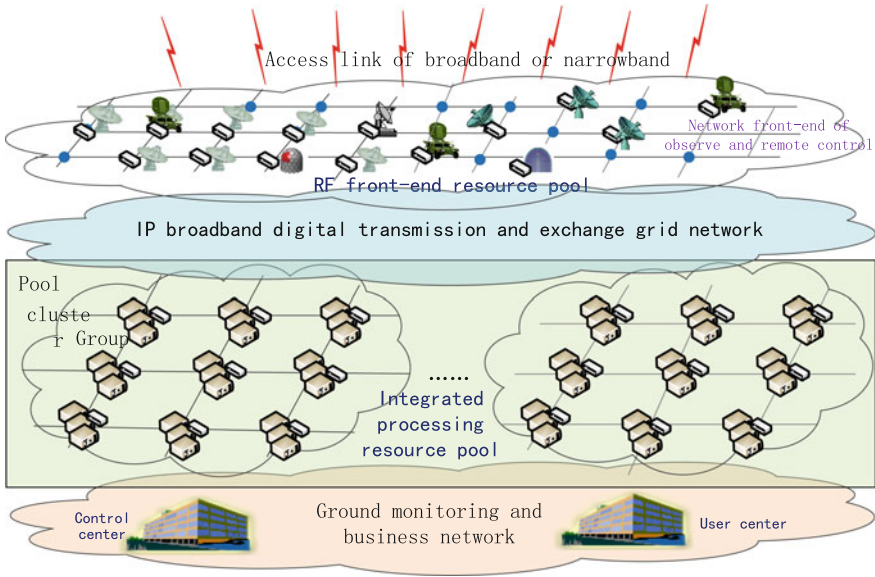 Access link of broadband or narrowband
Network front-end of
observe and remote control
RF front-end resource pool
IP broadband digital transmission and exchange grid network
Pool
cluste
r Group
......
Integrated
processing
resource pool
Ground monitoring and
business network
Control
center
User center